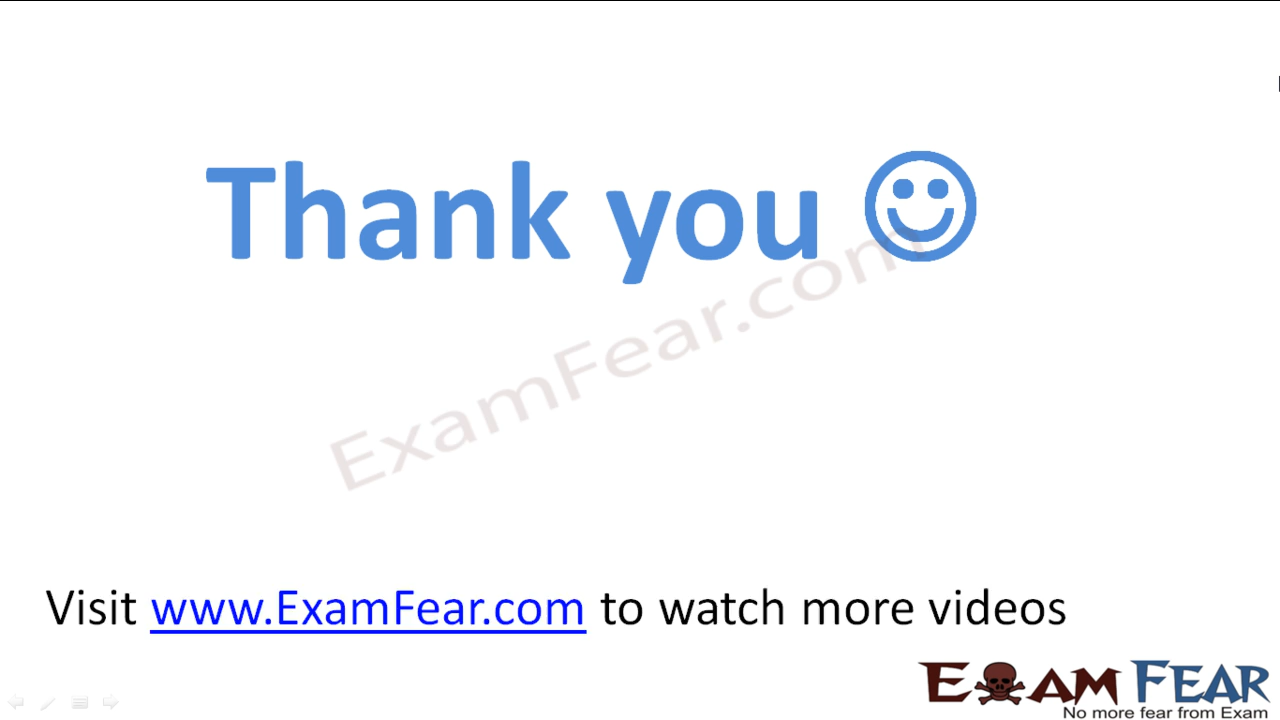 Thank you ☺
ExamFear.com
Visit www.ExamFear.com to watch more videos
EXAM FEAR
No more fear from Exam